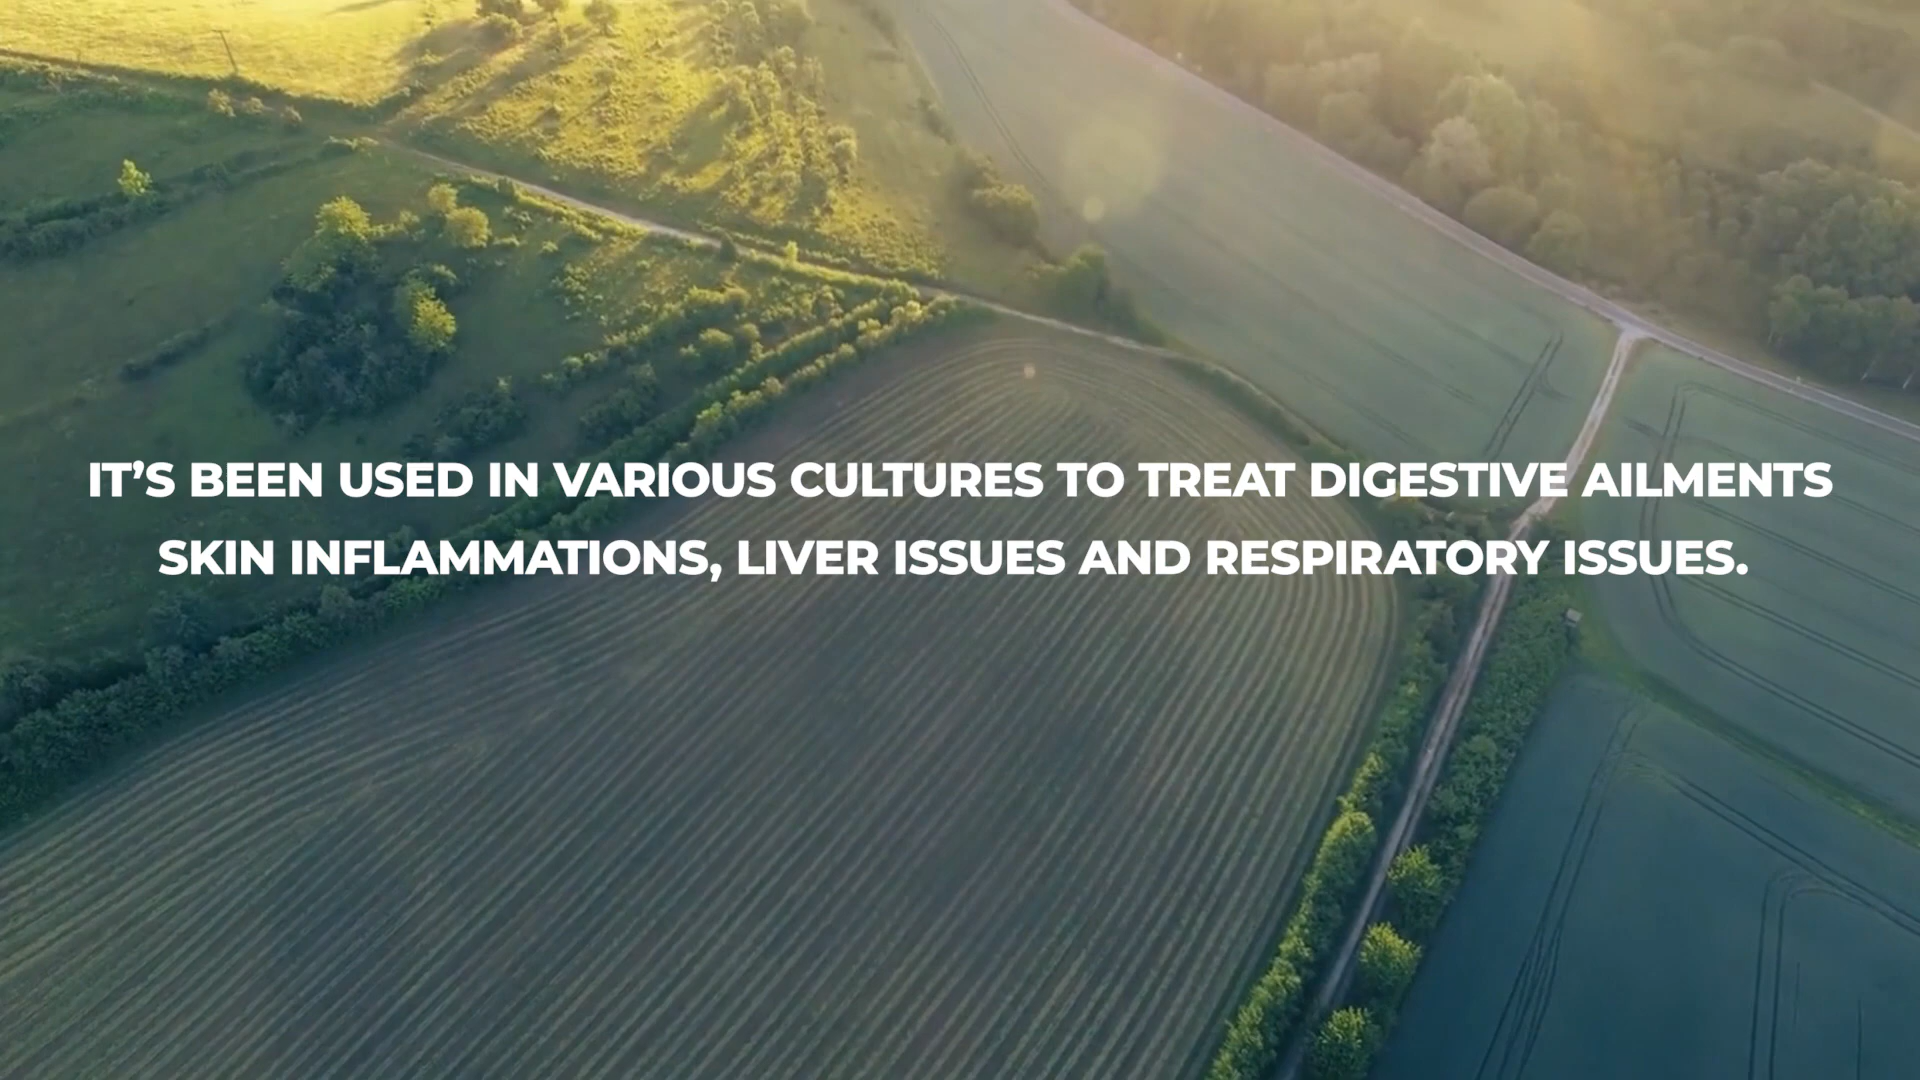 IT’S BEEN USED IN VARIOUS CULTURES TO TREAT DIGESTIVE AILMENTS
SKIN INFLAMMATIONS, LIVER ISSUES AND RESPIRATORY ISSUES.